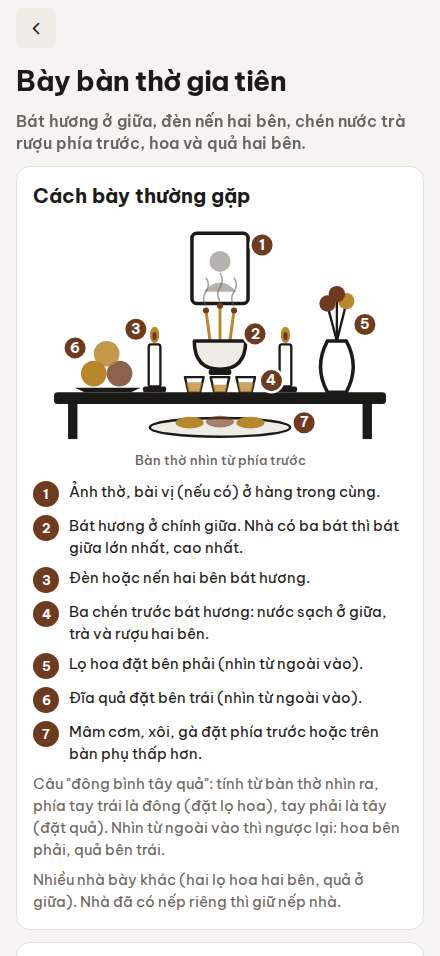 Bày bàn thờ gia tiên
Bát hương ở giữa, đèn nến hai bên, chén nước trà
rượu phía trước, hoa và quả hai bên.
Cách bày thường gặp
1
2
3
4
5
6
7
Bàn thờ nhìn từ phía trước
1 Ảnh thờ, bài vị (nếu có) ở hàng trong cùng.
2 Bát hương ở chính giữa. Nhà có ba bát thì bát
giữa lớn nhất, cao nhất.
3 Đèn hoặc nến hai bên bát hương.
4 Ba chén trước bát hương: nước sạch ở giữa,
trà và rượu hai bên.
5 Lọ hoa đặt bên phải (nhìn từ ngoài vào).
6 Đĩa quả đặt bên trái (nhìn từ ngoài vào).
7 Mâm cơm, xôi, gà đặt phía trước hoặc trên
bàn phụ thấp hơn.
Câu "đông bình tây quả": tính từ bàn thờ nhìn ra,
phía tay trái là đông (đặt lọ hoa), tay phải là tây
(đặt quả). Nhìn từ ngoài vào thì ngược lại: hoa bên
phải, quả bên trái.
Nhiều nhà bày khác (hai lọ hoa hai bên, quả ở
giữa). Nhà đã có nếp riêng thì giữ nếp nhà.